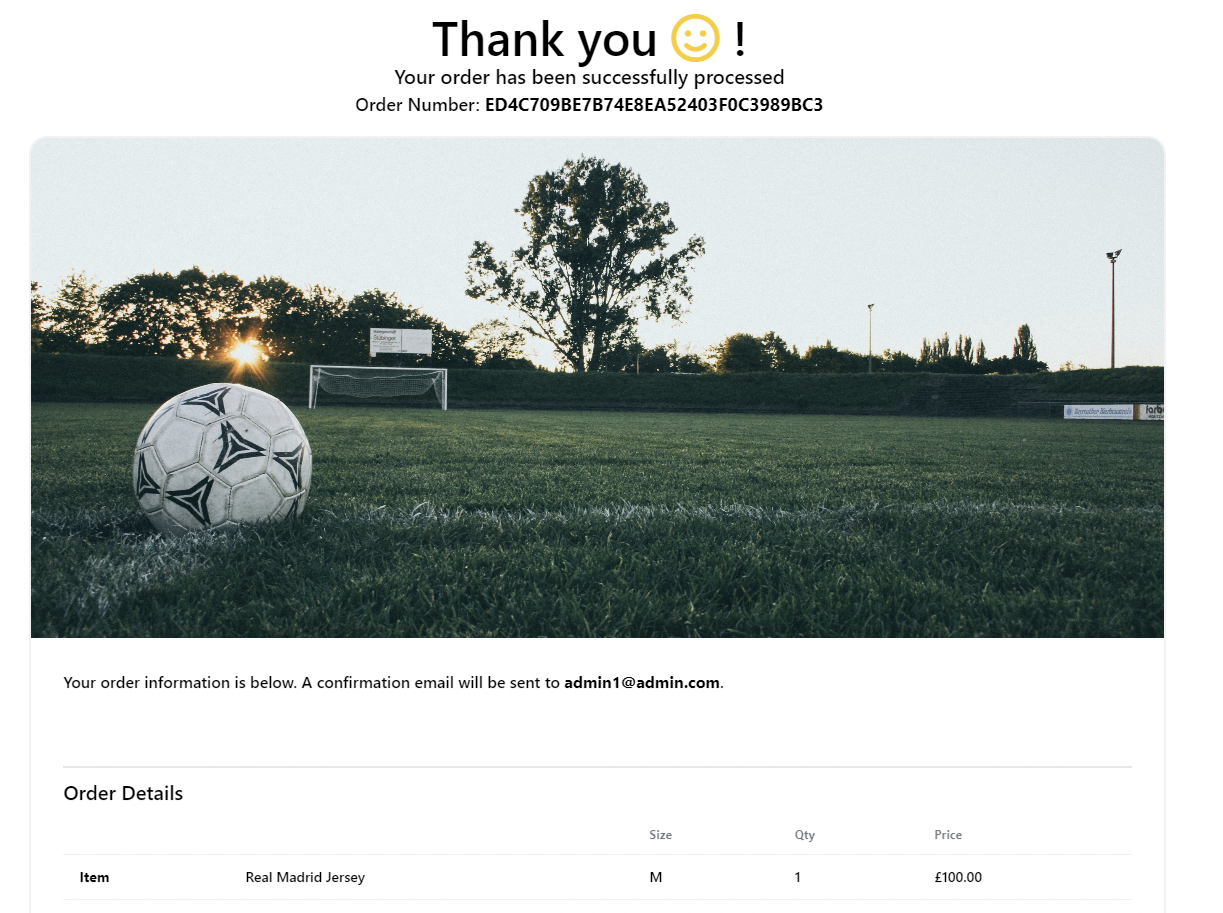 Thank you !
Your order has been successfully processed
Order Number: ED4C709BE7B74E8EA52403F0C3989BC3
Your order information is below. A confirmation email will be sent to admin1@admin.com.
Order Details
Size Qty Price
Item Real Madrid Jersey M 1 £100.00